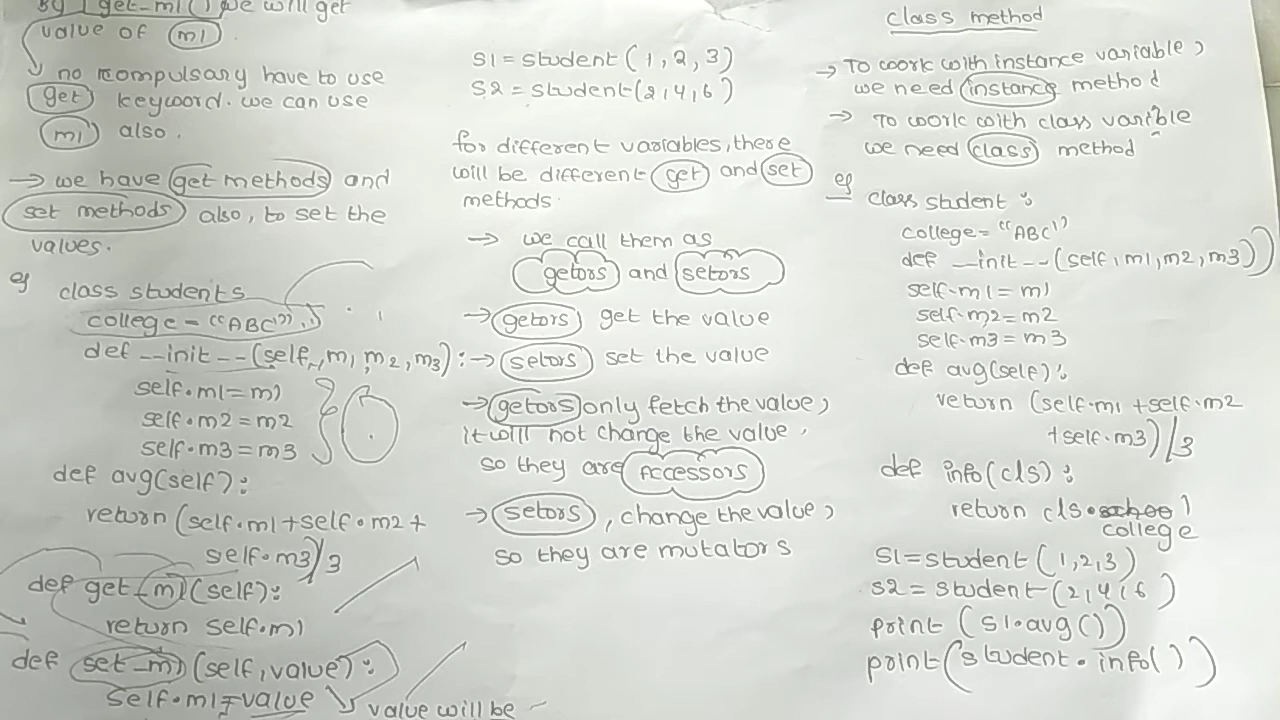 By get_m1() we will get
value of m1.
no compulsary have to use
get keyword. we can use
m1 also.
→ we have get methods and
set methods also, to set the
values.
eg class students
college = "ABC",
def __init__(self, m1, m2, m3):
self.m1=m1
self.m2=m2
self.m3=m3
def avg(self):
return (self.m1+self.m2+
self.m3)/3
def get_m1(self):
return self.m1
def set_m1(self, value):
self.m1=value
value will be
S1=student(1,2,3)
S2=student(2,4,6)
for different variables, there
will be different get and set
methods.
→ we call them as
getors and setors
→ getors get the value
→ setors set the value
→ getors only fetch the value,
it will not change the value.
so they are Accessors
→ setors, change the value,
so they are mutators
class method
→ To work with instance variable,
we need instance method
→ To work with class varible
we need class method
eg class student:
college="ABC"
def __init__(self, m1, m2, m3))
self.m1=m1
self.m2=m2
self.m3=m3
def avg(self):
return (self.m1+self.m2
+self.m3)/3
def info(cls):
return cls.school
college
S1=student(1,2,3)
S2=student(2,4,6)
print(S1.avg())
print(student.info())